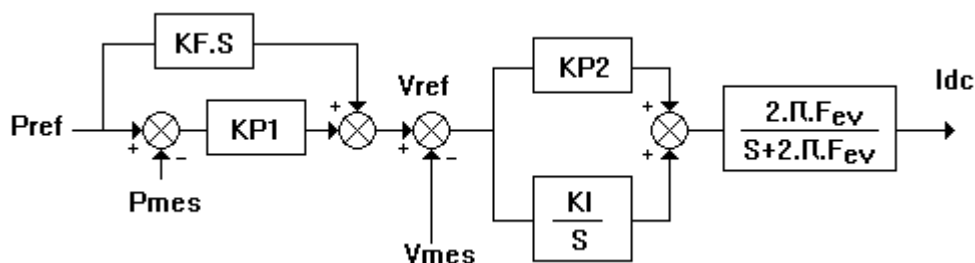 KF.S
Pref
KP1
Pmes
Vref
Vmes
KP2
KI
S
2.Π.Fev
S+2.Π.Fev
Idc
+
-
+
+
+
-
+
+